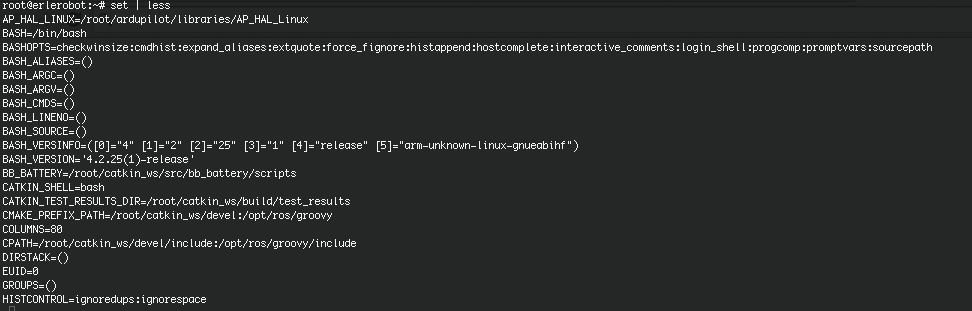 root@erlerobot:~# set | less
AP_HAL_LINUX=/root/ardupilot/libraries/AP_HAL_Linux
BASH=/bin/bash
BASHOPTS=checkwinsize:cmdhist:expand_aliases:extquote:force_fignore:histappend:hostcomplete:interactive_comments:login_shell:progcomp:promptvars:sourcepath
BASH_ALIASES=()
BASH_ARGC=()
BASH_ARGV=()
BASH_CMDS=()
BASH_LINENO=()
BASH_SOURCE=()
BASH_VERSINFO=([0]="4" [1]="2" [2]="25" [3]="1" [4]="release" [5]="arm-unknown-linux-gnueabihf")
BASH_VERSION='4.2.25(1)-release'
BB_BATTERY=/root/catkin_ws/src/bb_battery/scripts
CATKIN_SHELL=bash
CATKIN_TEST_RESULTS_DIR=/root/catkin_ws/build/test_results
CMAKE_PREFIX_PATH=/root/catkin_ws/devel:/opt/ros/groovy
COLUMNS=80
CPATH=/root/catkin_ws/devel/include:/opt/ros/groovy/include
DIRSTACK=()
EUID=0
GROUPS=()
HISTCONTROL=ignoredups:ignorespace
: